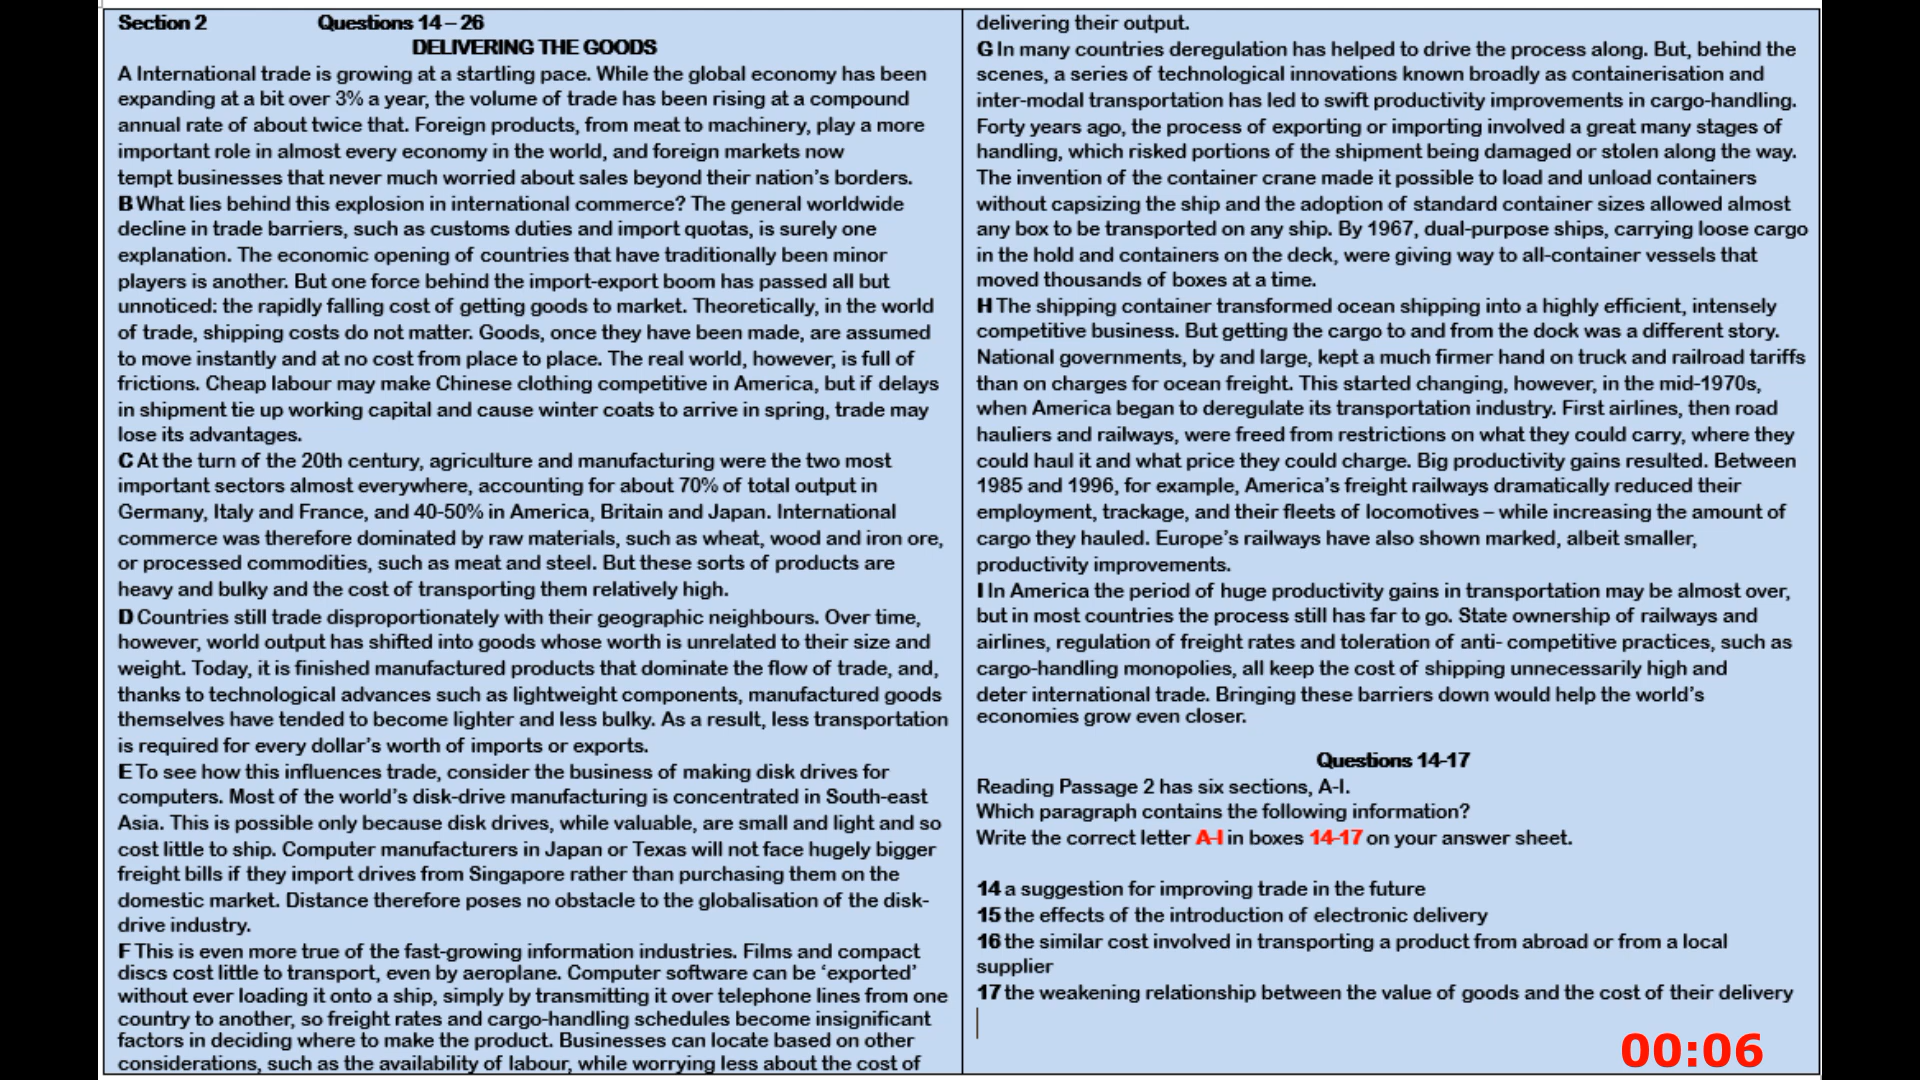 Section 2 Questions 14 – 26
DELIVERING THE GOODS
A International trade is growing at a startling pace. While the global economy has been
expanding at a bit over 3% a year, the volume of trade has been rising at a compound
annual rate of about twice that. Foreign products, from meat to machinery, play a more
important role in almost every economy in the world, and foreign markets now
tempt businesses that never much worried about sales beyond their nation's borders.
B What lies behind this explosion in international commerce? The general worldwide
decline in trade barriers, such as customs duties and import quotas, is surely one
explanation. The economic opening of countries that have traditionally been minor
players is another. But one force behind the import-export boom has passed all but
unnoticed: the rapidly falling cost of getting goods to market. Theoretically, in the world
of trade, shipping costs do not matter. Goods, once they have been made, are assumed
to move instantly and at no cost from place to place. The real world, however, is full of
frictions. Cheap labour may make Chinese clothing competitive in America, but if delays
in shipment tie up working capital and cause winter coats to arrive in spring, trade may
lose its advantages.
C At the turn of the 20th century, agriculture and manufacturing were the two most
important sectors almost everywhere, accounting for about 70% of total output in
Germany, Italy and France, and 40-50% in America, Britain and Japan. International
commerce was therefore dominated by raw materials, such as wheat, wood and iron ore,
or processed commodities, such as meat and steel. But these sorts of products are
heavy and bulky and the cost of transporting them relatively high.
D Countries still trade disproportionately with their geographic neighbours. Over time,
however, world output has shifted into goods whose worth is unrelated to their size and
weight. Today, it is finished manufactured products that dominate the flow of trade, and,
thanks to technological advances such as lightweight components, manufactured goods
themselves have tended to become lighter and less bulky. As a result, less transportation
is required for every dollar's worth of imports or exports.
E To see how this influences trade, consider the business of making disk drives for
computers. Most of the world's disk-drive manufacturing is concentrated in South-east
Asia. This is possible only because disk drives, while valuable, are small and light and so
cost little to ship. Computer manufacturers in Japan or Texas will not face hugely bigger
freight bills if they import drives from Singapore rather than purchasing them on the
domestic market. Distance therefore poses no obstacle to the globalisation of the disk-
drive industry.
F This is even more true of the fast-growing information industries. Films and compact
discs cost little to transport, even by aeroplane. Computer software can be 'exported'
without ever loading it onto a ship, simply by transmitting it over telephone lines from one
country to another, so freight rates and cargo-handling schedules become insignificant
factors in deciding where to make the product. Businesses can locate based on other
considerations, such as the availability of labour, while worrying less about the cost of
delivering their output.
G In many countries deregulation has helped to drive the process along. But, behind the
scenes, a series of technological innovations known broadly as containerisation and
inter-modal transportation has led to swift productivity improvements in cargo-handling.
Forty years ago, the process of exporting or importing involved a great many stages of
handling, which risked portions of the shipment being damaged or stolen along the way.
The invention of the container crane made it possible to load and unload containers
without capsizing the ship and the adoption of standard container sizes allowed almost
any box to be transported on any ship. By 1967, dual-purpose ships, carrying loose cargo
in the hold and containers on the deck, were giving way to all-container vessels that
moved thousands of boxes at a time.
H The shipping container transformed ocean shipping into a highly efficient, intensely
competitive business. But getting the cargo to and from the dock was a different story.
National governments, by and large, kept a much firmer hand on truck and railroad tariffs
than on charges for ocean freight. This started changing, however, in the mid-1970s,
when America began to deregulate its transportation industry. First airlines, then road
hauliers and railways, were freed from restrictions on what they could carry, where they
could haul it and what price they could charge. Big productivity gains resulted. Between
1985 and 1996, for example, America's freight railways dramatically reduced their
employment, trackage, and their fleets of locomotives – while increasing the amount of
cargo they hauled. Europe's railways have also shown marked, albeit smaller,
productivity improvements.
I In America the period of huge productivity gains in transportation may be almost over,
but in most countries the process still has far to go. State ownership of railways and
airlines, regulation of freight rates and toleration of anti- competitive practices, such as
cargo-handling monopolies, all keep the cost of shipping unnecessarily high and
deter international trade. Bringing these barriers down would help the world's
economies grow even closer.
Questions 14-17
Reading Passage 2 has six sections, A-I.
Which paragraph contains the following information?
Write the correct letter A-I in boxes 14-17 on your answer sheet.
14 a suggestion for improving trade in the future
15 the effects of the introduction of electronic delivery
16 the similar cost involved in transporting a product from abroad or from a local
supplier
17 the weakening relationship between the value of goods and the cost of their delivery
00:06